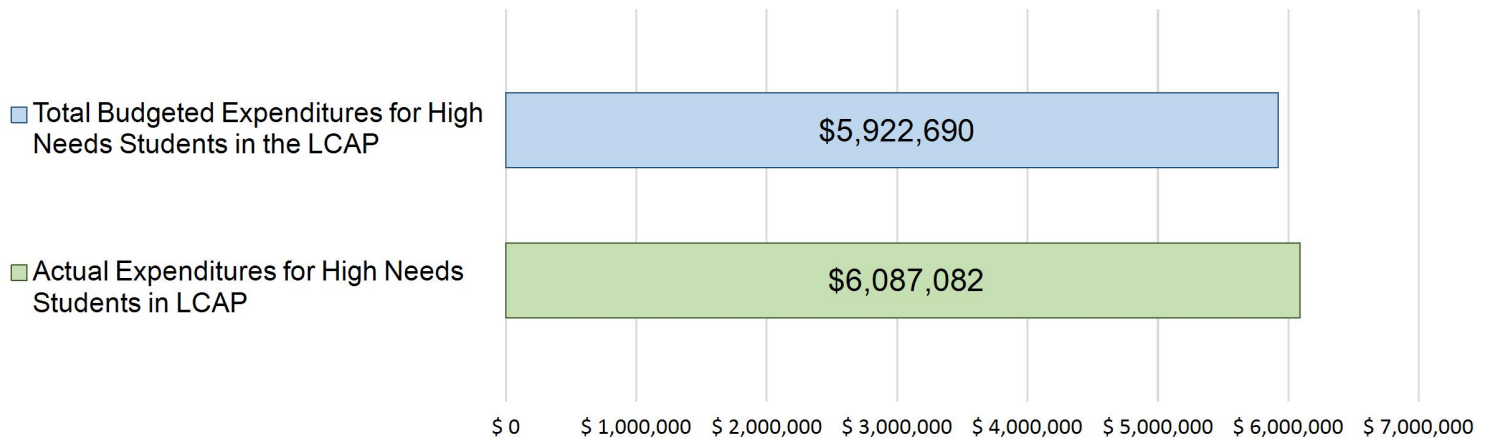 Total Budgeted Expenditures for High
Needs Students in the LCAP
$5,922,690
Actual Expenditures for High Needs
Students in LCAP
$6,087,082
$ 0 $ 1,000,000 $ 2,000,000 $ 3,000,000 $ 4,000,000 $ 5,000,000 $ 6,000,000 $ 7,000,000